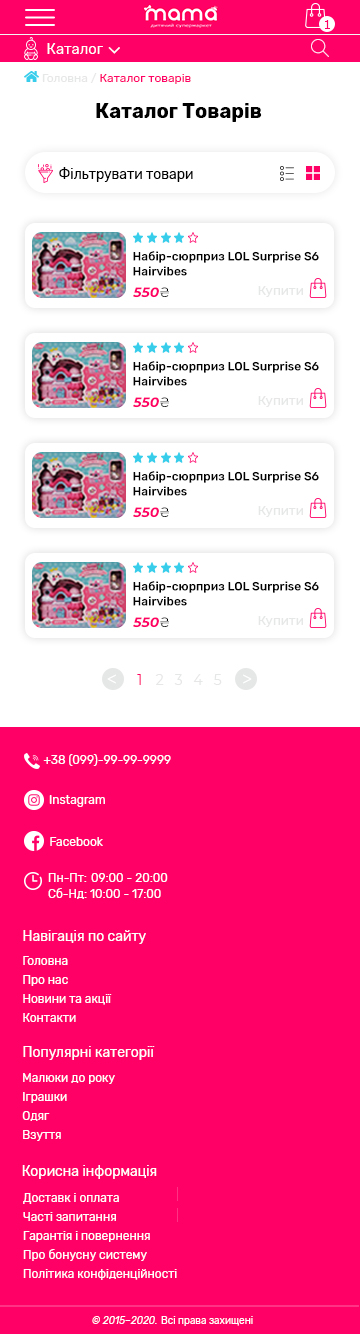 mama
дитячий супермаркет
1
Каталог
Головна / Каталог товарів
Каталог Товарів
Фільтрувати товари
Набір-сюрприз LOL Surprise S6
Hairvibes
550₴ Купити
Набір-сюрприз LOL Surprise S6
Hairvibes
550₴ Купити
Набір-сюрприз LOL Surprise S6
Hairvibes
550₴ Купити
Набір-сюрприз LOL Surprise S6
Hairvibes
550₴ Купити
< 1 2 3 4 5 >
+38 (099)-99-99-9999
Instagram
Facebook
Пн-Пт: 09:00 - 20:00
Сб-Нд: 10:00 - 17:00
Навігація по сайту
Головна
Про нас
Новини та акції
Контакти
Популярні категорії
Малюки до року
Іграшки
Одяг
Взуття
Корисна інформація
Доставк і оплата
Часті запитання
Гарантія і повернення
Про бонусну систему
Політика конфіденційності
© 2015-2020. Всі права захищені